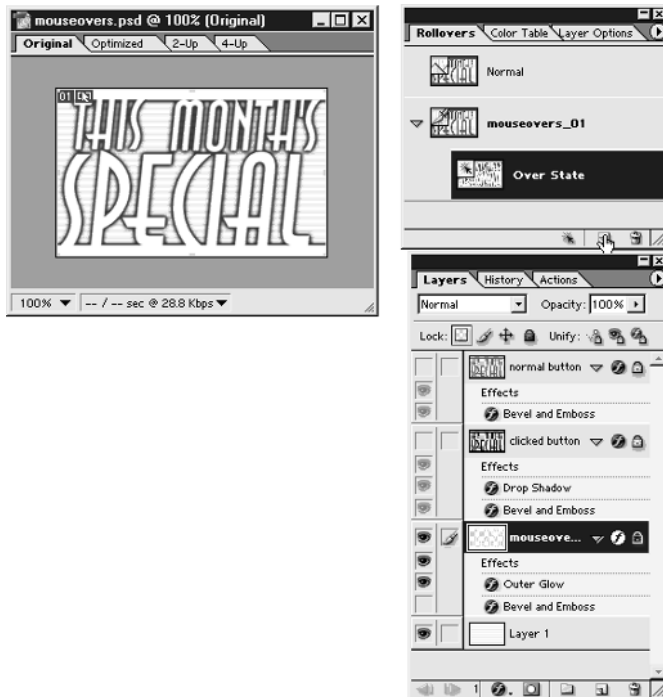 mouseovers.psd @ 100% (Original)
Original Optimized 2-Up 4-Up
01
THIS MONTH'S
SPECIAL
100% -- / -- sec @ 28.8 Kbps
Rollovers Color Table Layer Options
Normal
mouseovers_01
Over State
Layers History Actions
Normal Opacity: 100%
Lock: Unify:
normal button
Effects
Bevel and Emboss
clicked button
Effects
Drop Shadow
Bevel and Emboss
mouseove...
Effects
Outer Glow
Bevel and Emboss
Layer 1
1